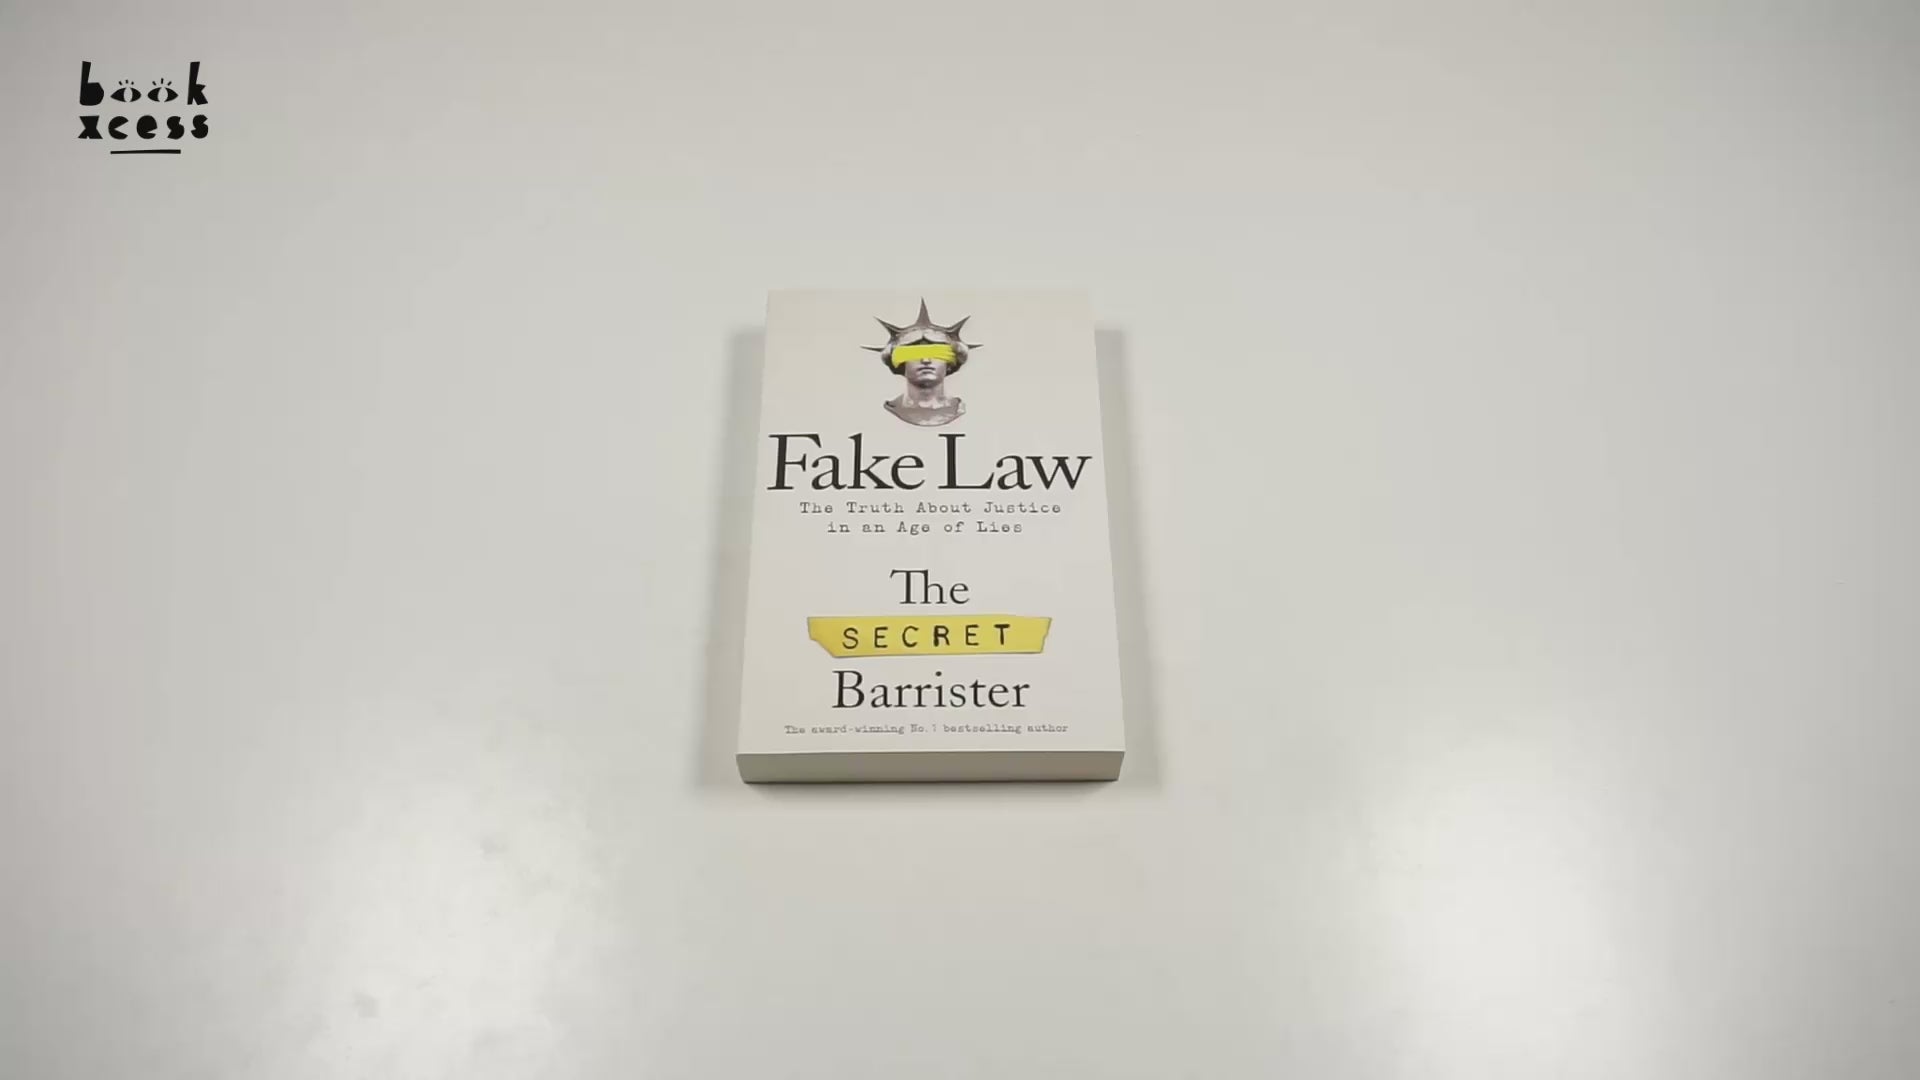 book
xcess
Fake Law
The Truth About Justice
in an Age of Lies
The
SECRET
Barrister
The award-winning No.1 bestselling author